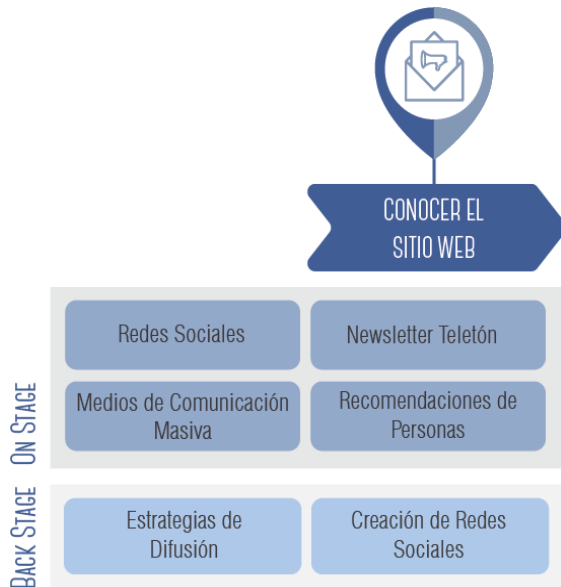 CONOCER EL
SITIO WEB
ON STAGE
Redes Sociales
Newsletter Teletón
Medios de Comunicación
Masiva
Recomendaciones de
Personas
BACK STAGE
Estrategias de
Difusión
Creación de Redes
Sociales